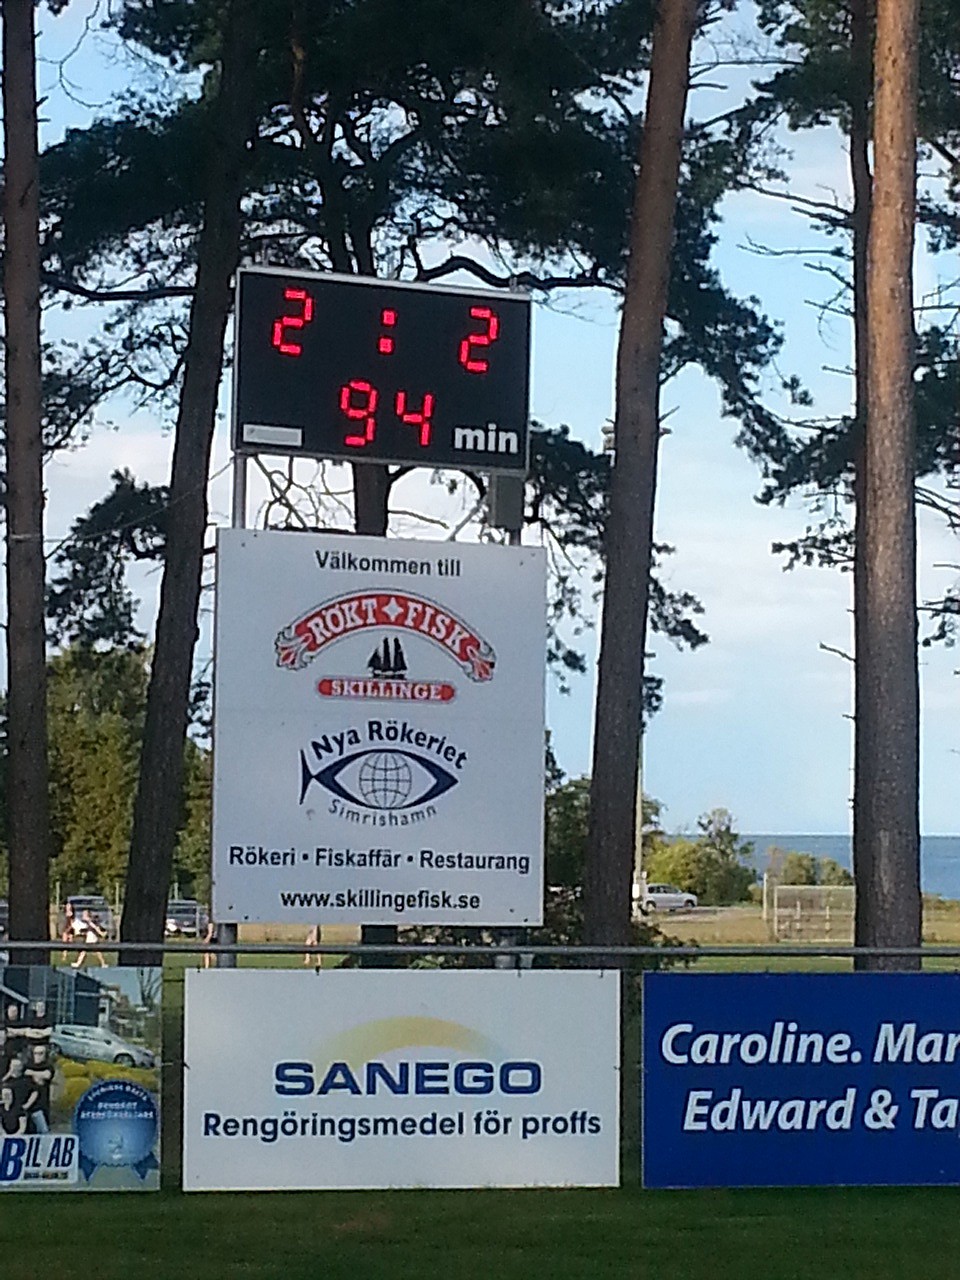 2 : 2
94 min
Välkommen till
RÖKT FISK
SKILLINGE
Nya Rökeriet
Simrishamn
Rökeri • Fiskaffär • Restaurang
www.skillingefisk.se
BIL AB
SANEGO
Rengöringsmedel för proffs
Caroline. Mar
Edward & Ta